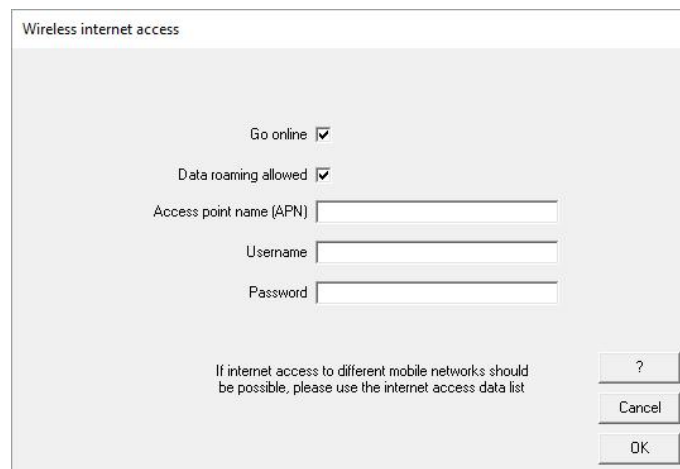 Wireless internet access
Go online
Data roaming allowed
Access point name (APN)
Username
Password
If internet access to different mobile networks should
be possible, please use the internet access data list
?
Cancel
OK